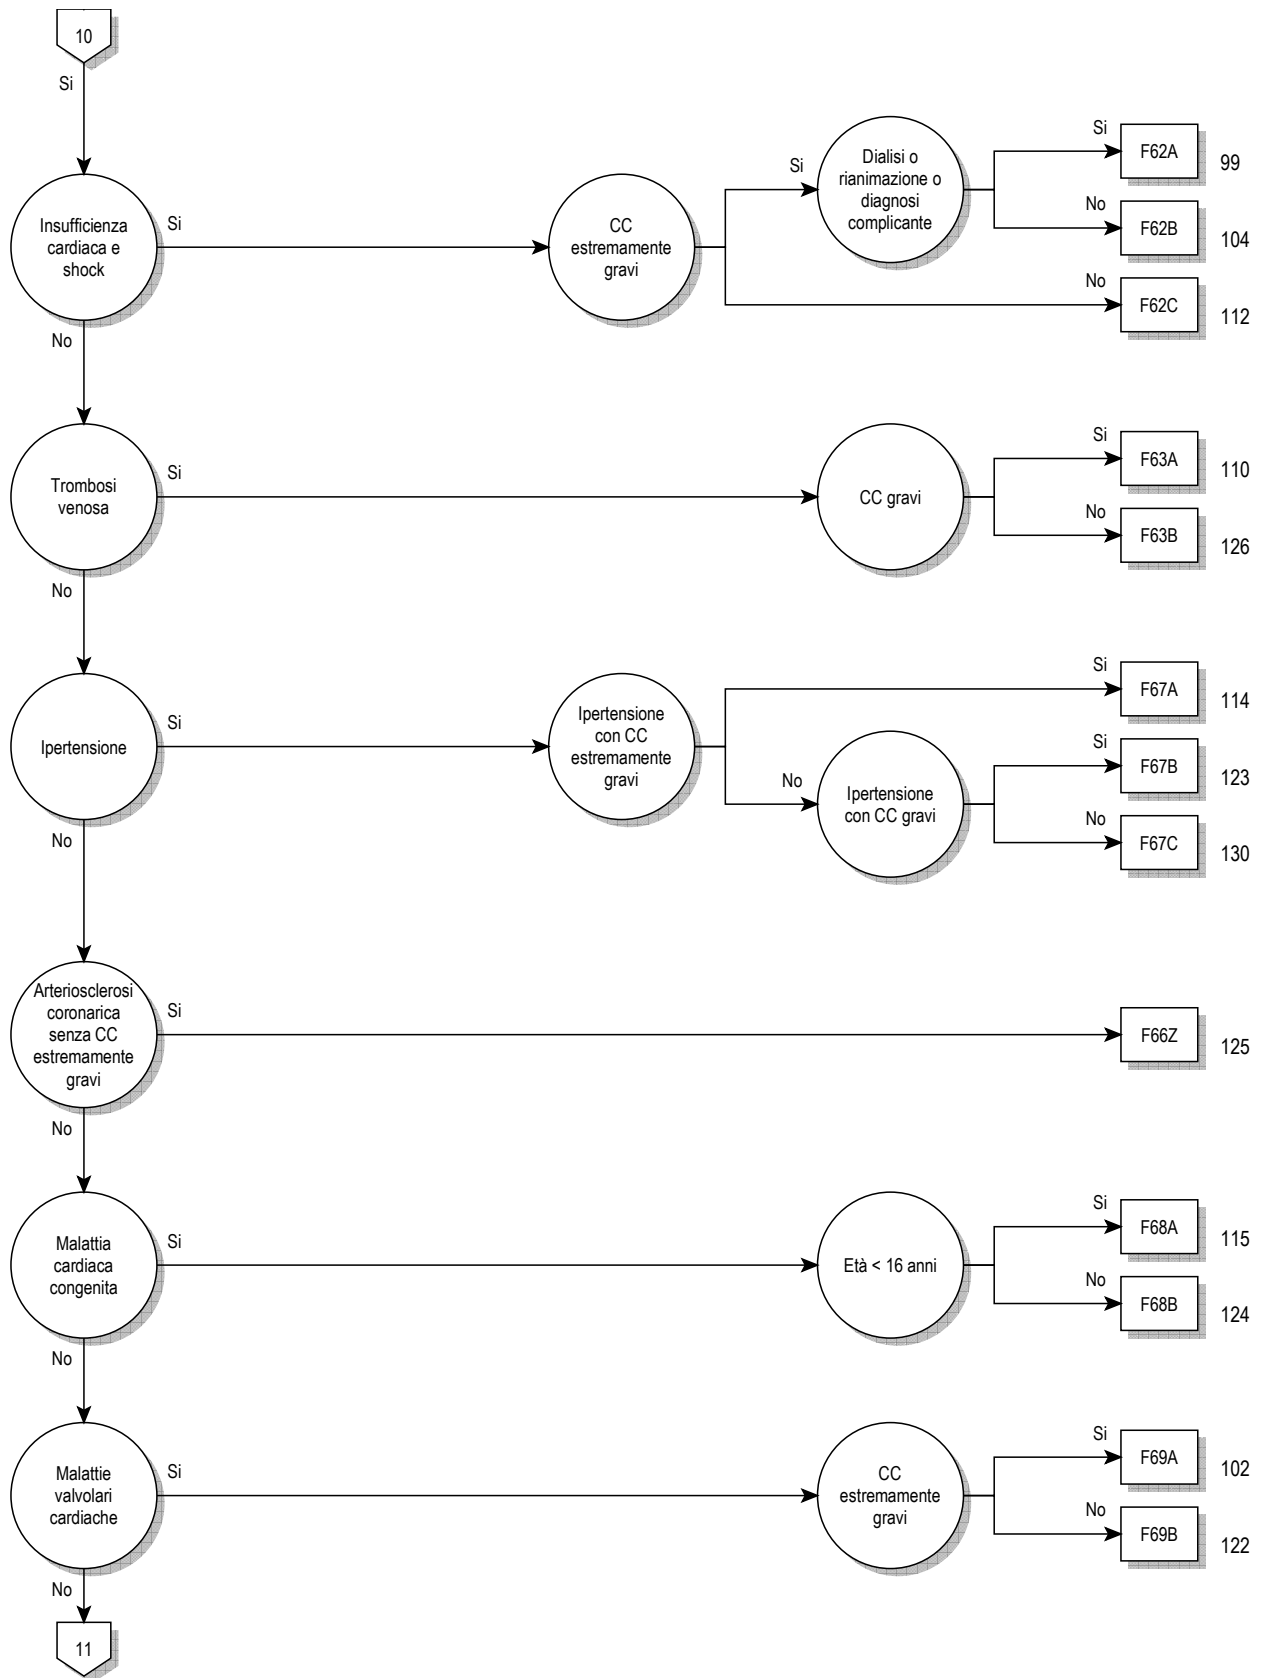 10
Si
Insufficienza
cardiaca e
shock
Si
CC
estremamente
gravi
Si
Dialisi o
rianimazione o
diagnosi
complicante
Si
F62A
99
No
F62B
104
No
F62C
112
No
Trombosi
venosa
Si
CC gravi
Si
F63A
110
No
F63B
126
No
Ipertensione
Si
Ipertensione
con CC
estremamente
gravi
Si
F67A
114
No
Ipertensione
con CC gravi
Si
F67B
123
No
F67C
130
No
Arteriosclerosi
coronarica
senza CC
estremamente
gravi
Si
F66Z
125
No
Malattia
cardiaca
congenita
Si
Età < 16 anni
Si
F68A
115
No
F68B
124
No
Malattie
valvolari
cardiache
Si
CC
estremamente
gravi
Si
F69A
102
No
F69B
122
No
11